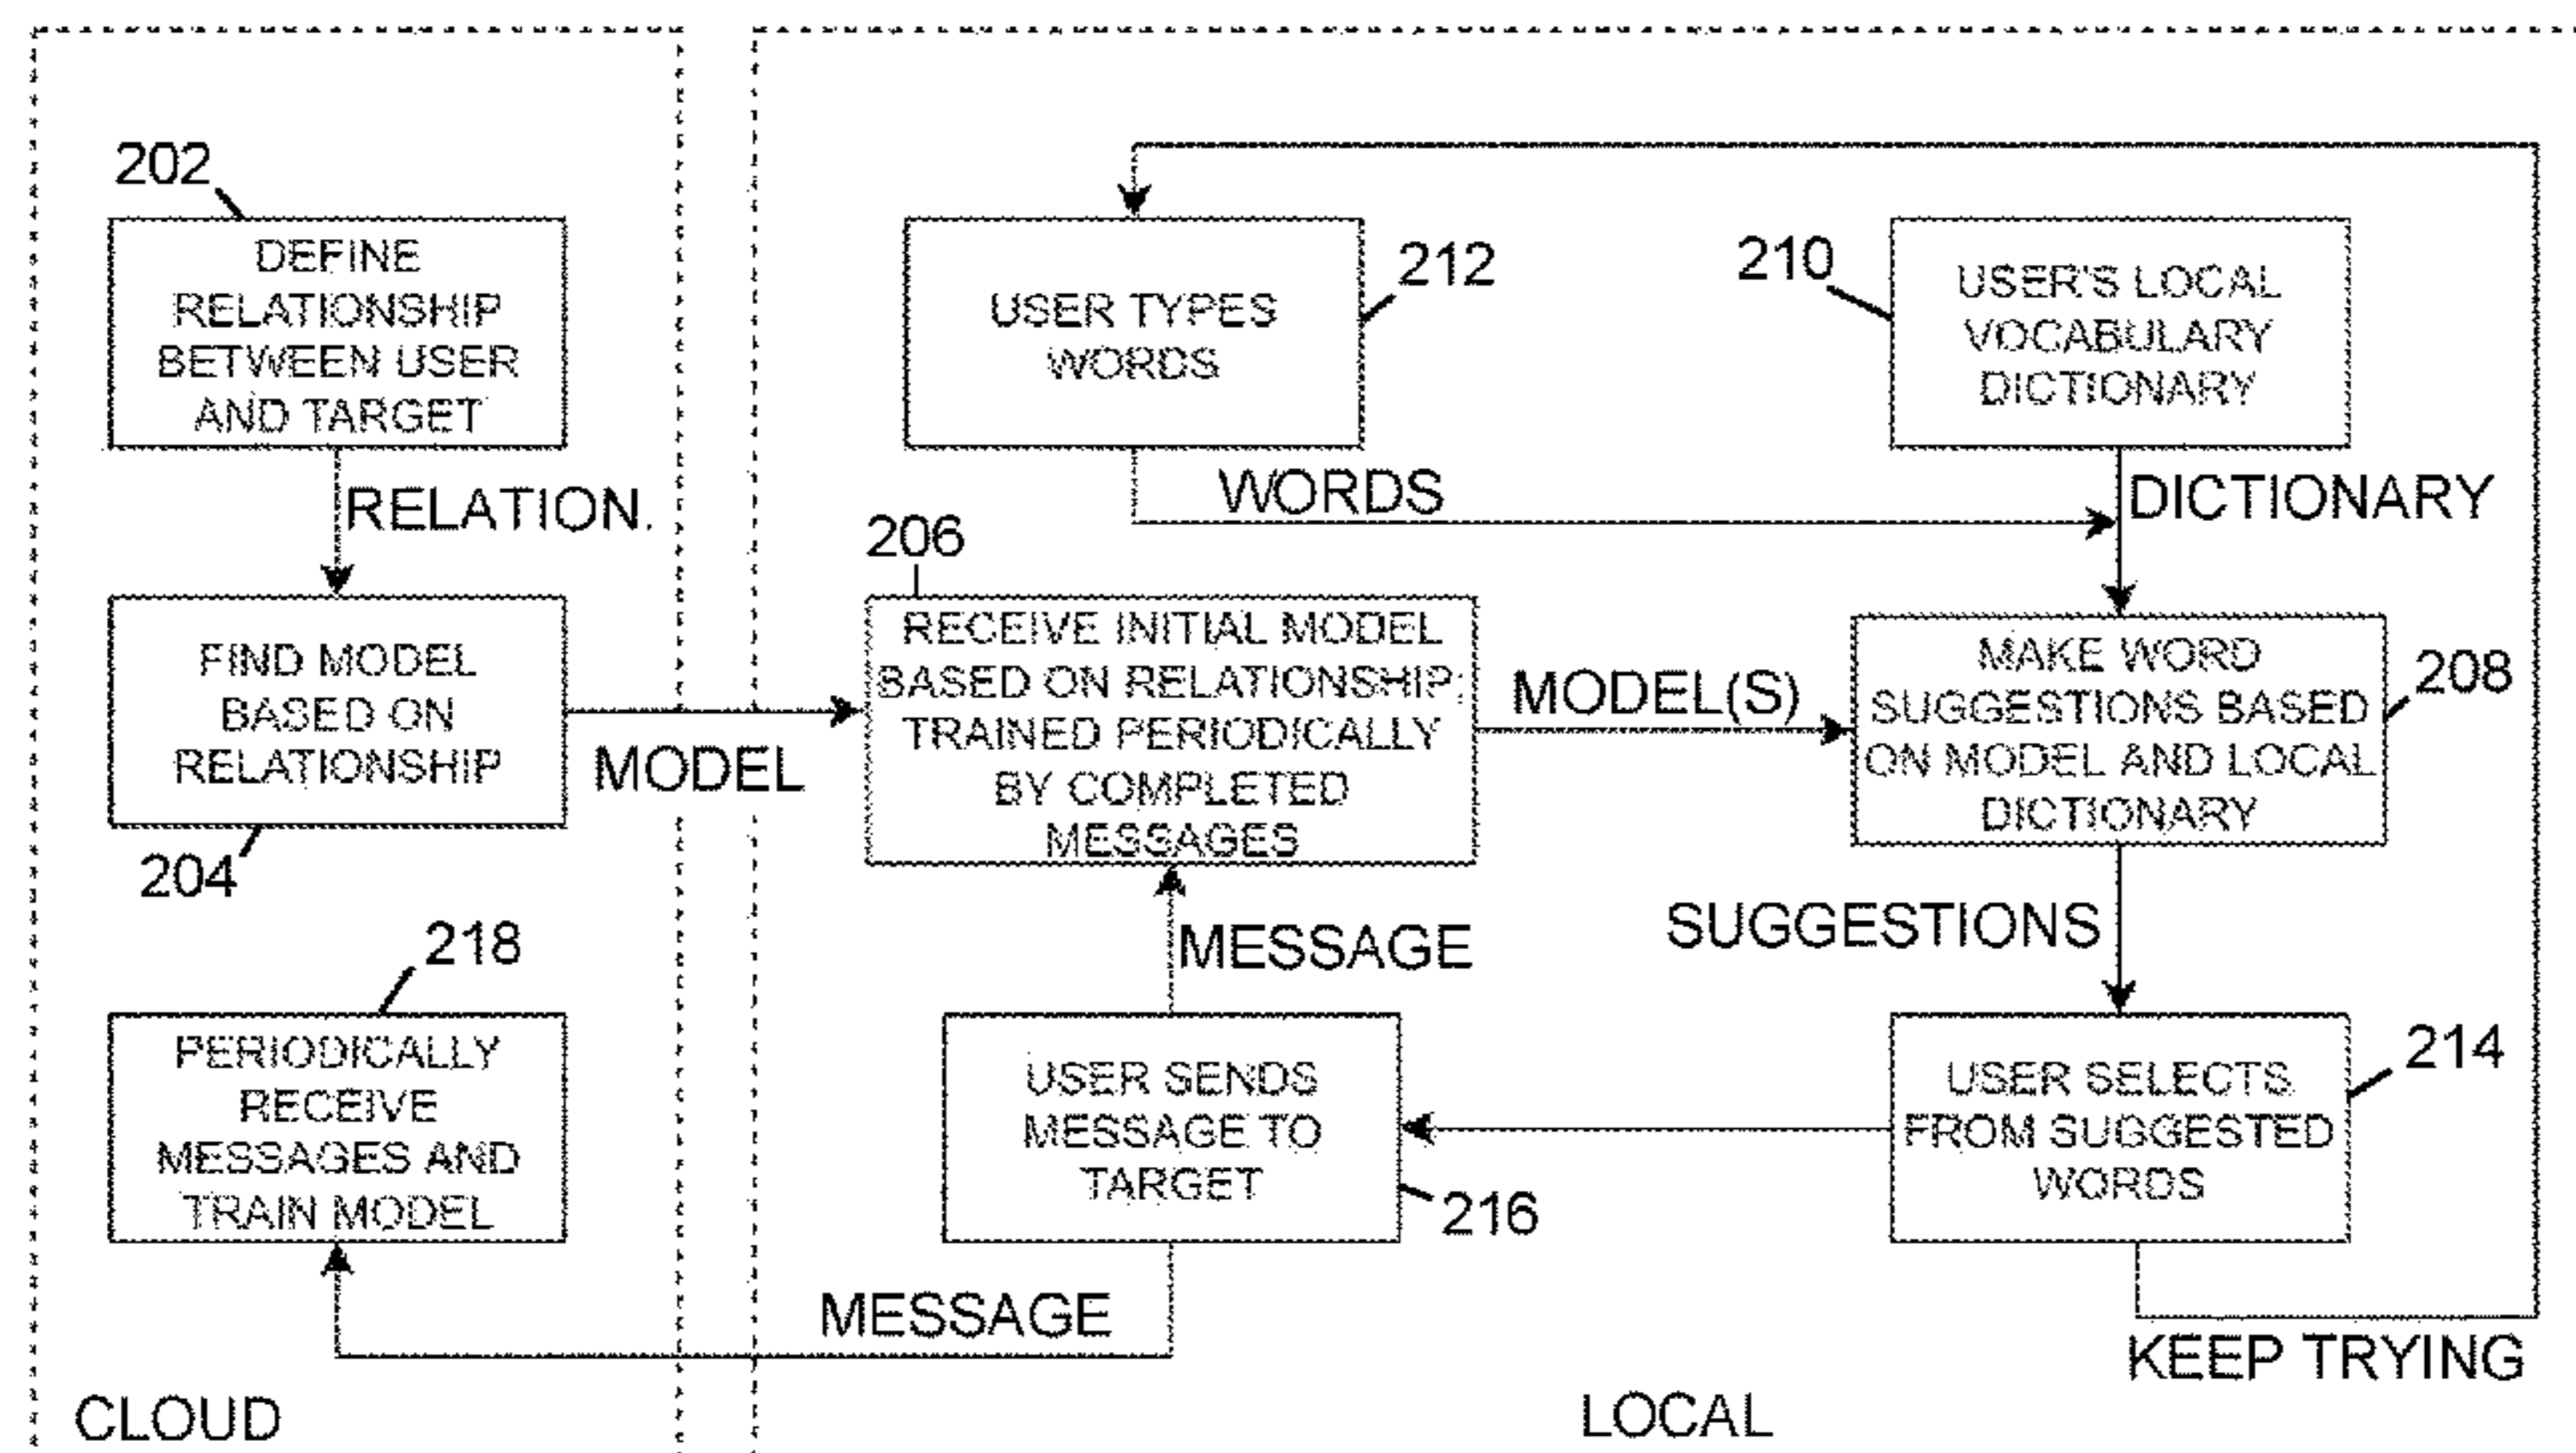 202
DEFINE
RELATIONSHIP
BETWEEN USER
AND TARGET
RELATION.
FIND MODEL
BASED ON
RELATIONSHIP
204
MODEL
218
PERIODICALLY
RECEIVE
MESSAGES AND
TRAIN MODEL
CLOUD
USER TYPES
WORDS
212
210
USER'S LOCAL
VOCABULARY
DICTIONARY
WORDS
DICTIONARY
206
RECEIVE INITIAL MODEL
BASED ON RELATIONSHIP;
TRAINED PERIODICALLY
BY COMPLETED
MESSAGES
MODEL(S)
MAKE WORD
SUGGESTIONS BASED
ON MODEL AND LOCAL
DICTIONARY
208
MESSAGE
SUGGESTIONS
USER SENDS
MESSAGE TO
TARGET
216
USER SELECTS
FROM SUGGESTED
WORDS
214
MESSAGE
KEEP TRYING
LOCAL